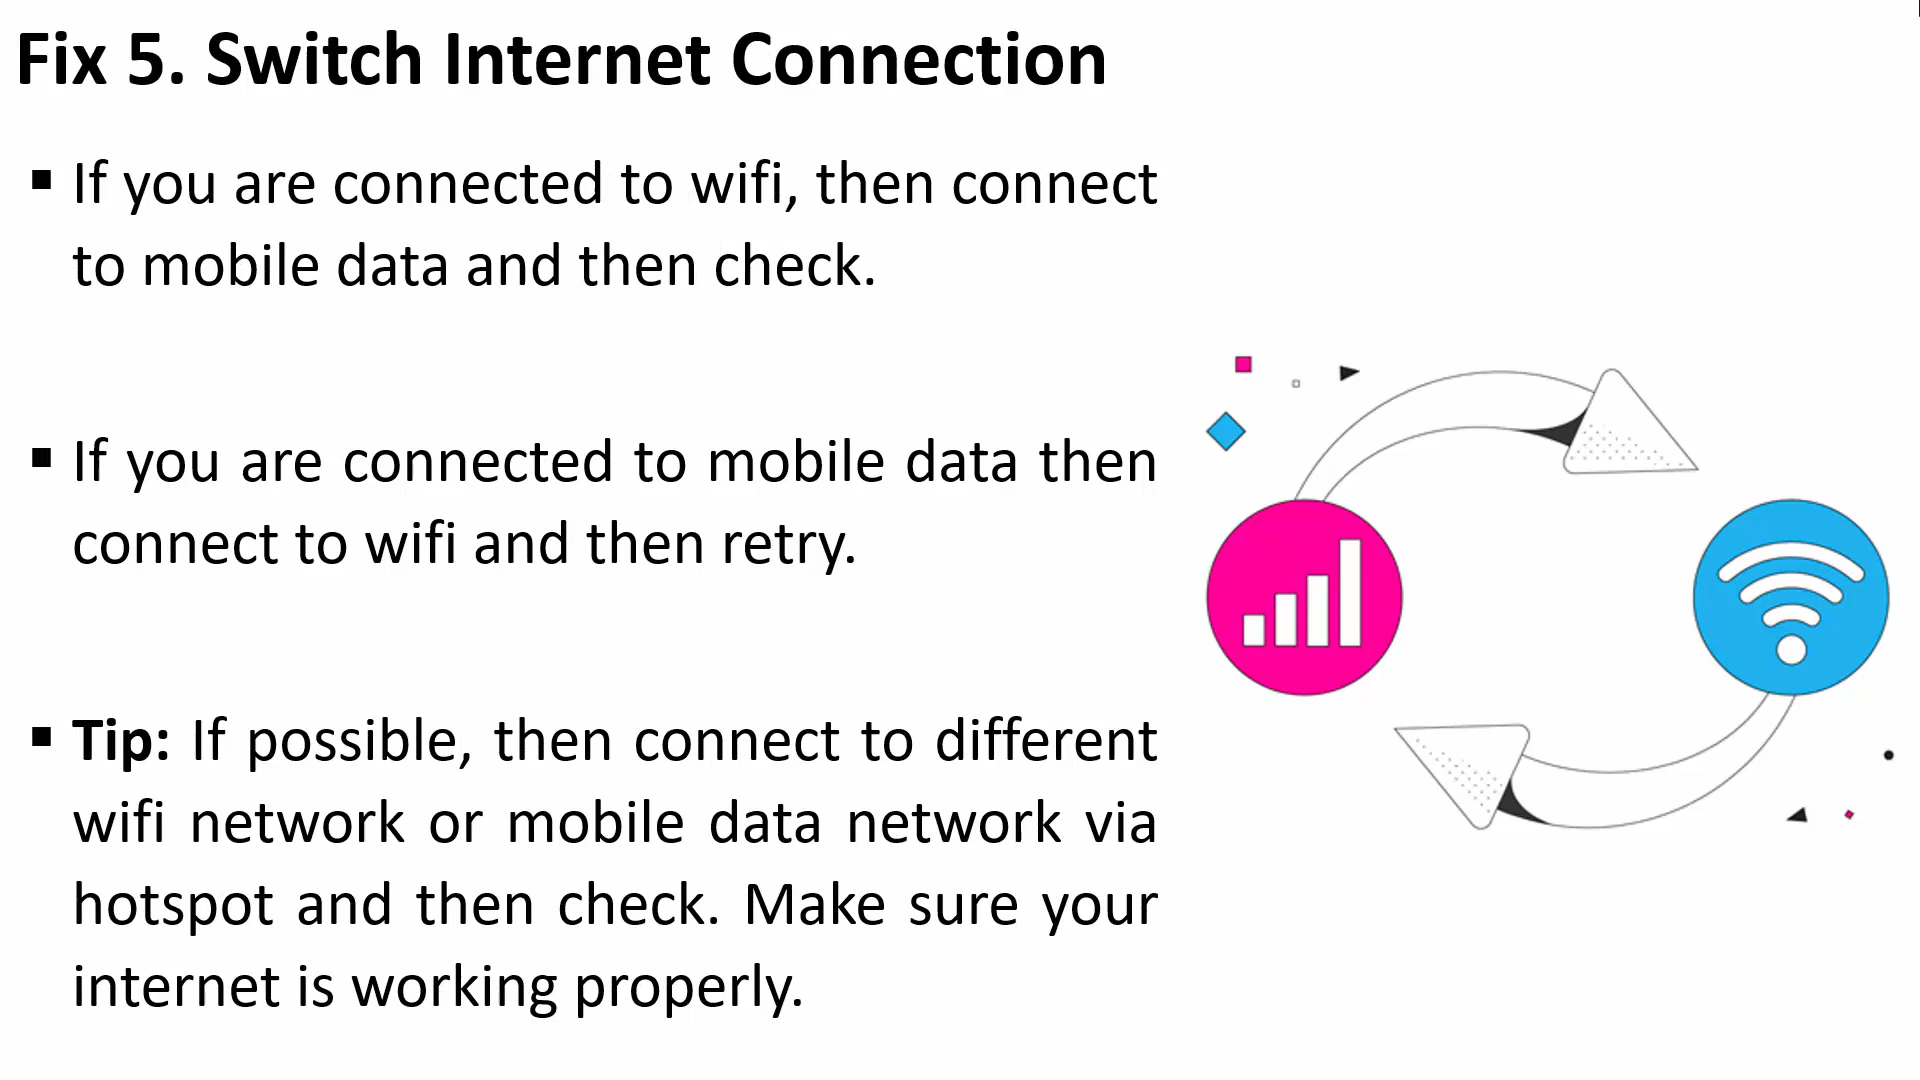 Fix 5. Switch Internet Connection
▪ If you are connected to wifi, then connect
to mobile data and then check.
▪ If you are connected to mobile data then
connect to wifi and then retry.
▪ Tip: If possible, then connect to different
wifi network or mobile data network via
hotspot and then check. Make sure your
internet is working properly.